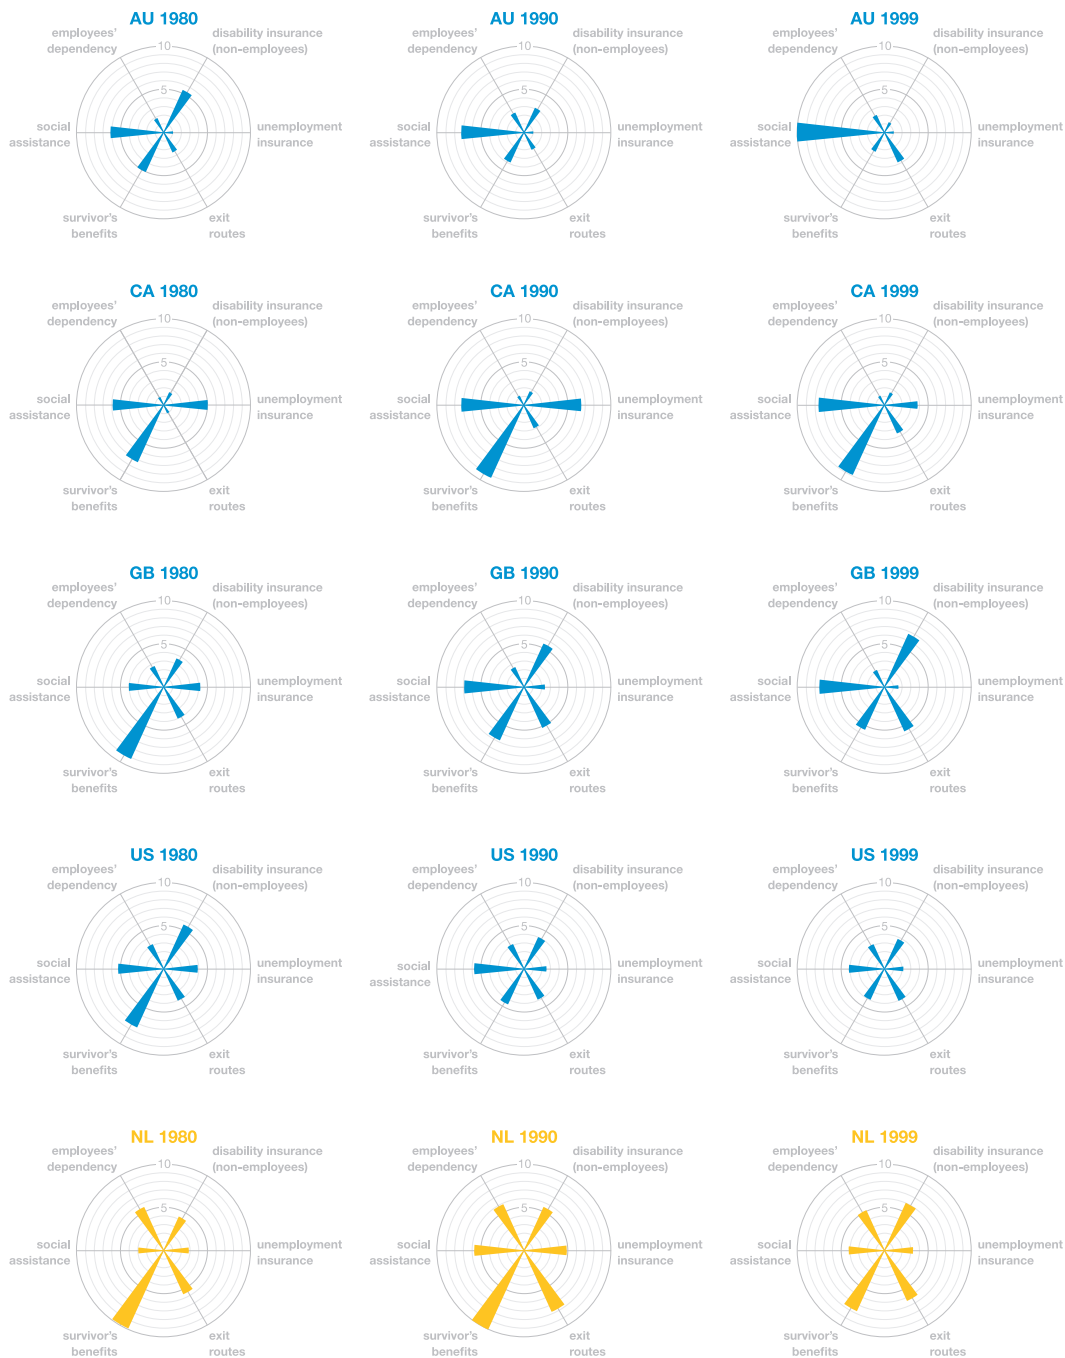 AU 1980
employees'
dependency
disability insurance
(non-employees)
10
5
social
assistance
unemployment
insurance
survivor's
benefits
exit
routes
AU 1990
employees'
dependency
disability insurance
(non-employees)
10
5
social
assistance
unemployment
insurance
survivor's
benefits
exit
routes
AU 1999
employees'
dependency
disability insurance
(non-employees)
10
5
social
assistance
unemployment
insurance
survivor's
benefits
exit
routes
CA 1980
employees'
dependency
disability insurance
(non-employees)
10
5
social
assistance
unemployment
insurance
survivor's
benefits
exit
routes
CA 1990
employees'
dependency
disability insurance
(non-employees)
10
5
social
assistance
unemployment
insurance
survivor's
benefits
exit
routes
CA 1999
employees'
dependency
disability insurance
(non-employees)
10
5
social
assistance
unemployment
insurance
survivor's
benefits
exit
routes
GB 1980
employees'
dependency
disability insurance
(non-employees)
10
5
social
assistance
unemployment
insurance
survivor's
benefits
exit
routes
GB 1990
employees'
dependency
disability insurance
(non-employees)
10
5
social
assistance
unemployment
insurance
survivor's
benefits
exit
routes
GB 1999
employees'
dependency
disability insurance
(non-employees)
10
5
social
assistance
unemployment
insurance
survivor's
benefits
exit
routes
US 1980
employees'
dependency
disability insurance
(non-employees)
10
5
social
assistance
unemployment
insurance
survivor's
benefits
exit
routes
US 1990
employees'
dependency
disability insurance
(non-employees)
10
5
social
assistance
unemployment
insurance
survivor's
benefits
exit
routes
US 1999
employees'
dependency
disability insurance
(non-employees)
10
5
social
assistance
unemployment
insurance
survivor's
benefits
exit
routes
NL 1980
employees'
dependency
disability insurance
(non-employees)
10
5
social
assistance
unemployment
insurance
survivor's
benefits
exit
routes
NL 1990
employees'
dependency
disability insurance
(non-employees)
10
5
social
assistance
unemployment
insurance
survivor's
benefits
exit
routes
NL 1999
employees'
dependency
disability insurance
(non-employees)
10
5
social
assistance
unemployment
insurance
survivor's
benefits
exit
routes